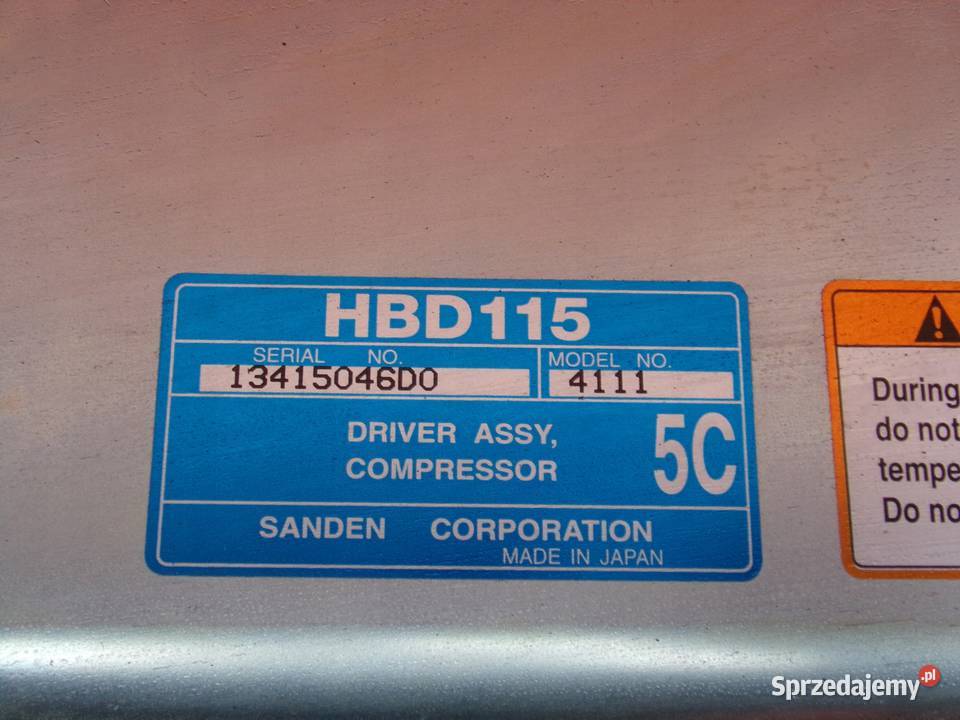 HBD115
SERIAL NO.
13415046D0
MODEL NO.
4111
DRIVER ASSY,
COMPRESSOR
5C
SANDEN CORPORATION
MADE IN JAPAN
During
do not
tempe
Do no
Sprzedajemy.pl